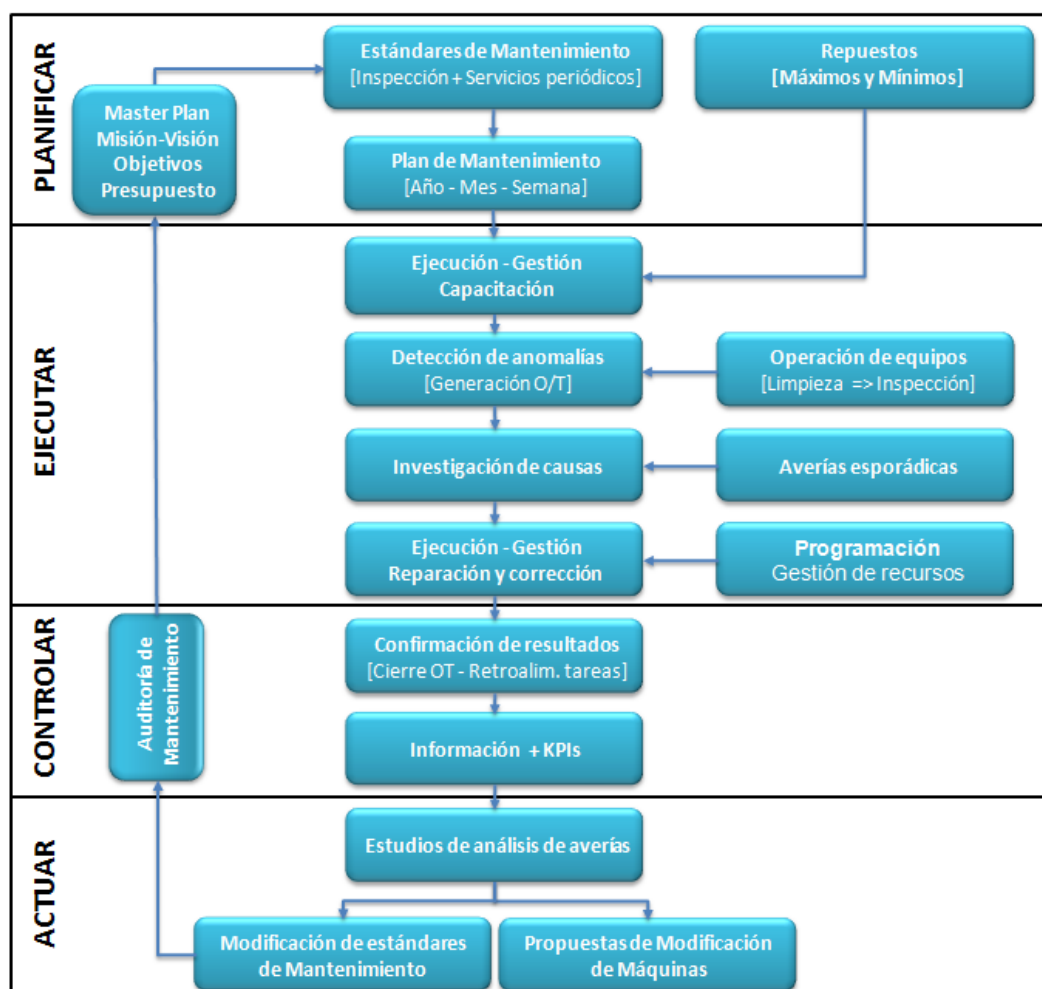 PLANIFICAR
Estándares de Mantenimiento
[Inspección + Servicios periódicos]
Repuestos
[Máximos y Mínimos]
Master Plan
Misión-Visión
Objetivos
Presupuesto
Plan de Mantenimiento
[Año - Mes - Semana]
EJECUTAR
Ejecución - Gestión
Capacitación
Detección de anomalías
[Generación O/T]
Operación de equipos
[Limpieza => Inspección]
Investigación de causas
Averías esporádicas
Ejecución - Gestión
Reparación y corrección
Programación
Gestión de recursos
CONTROLAR
Auditoría de
Mantenimiento
Confirmación de resultados
[Cierre OT - Retroalim. tareas]
Información + KPIs
ACTUAR
Estudios de análisis de averías
Modificación de estándares
de Mantenimiento
Propuestas de Modificación
de Máquinas